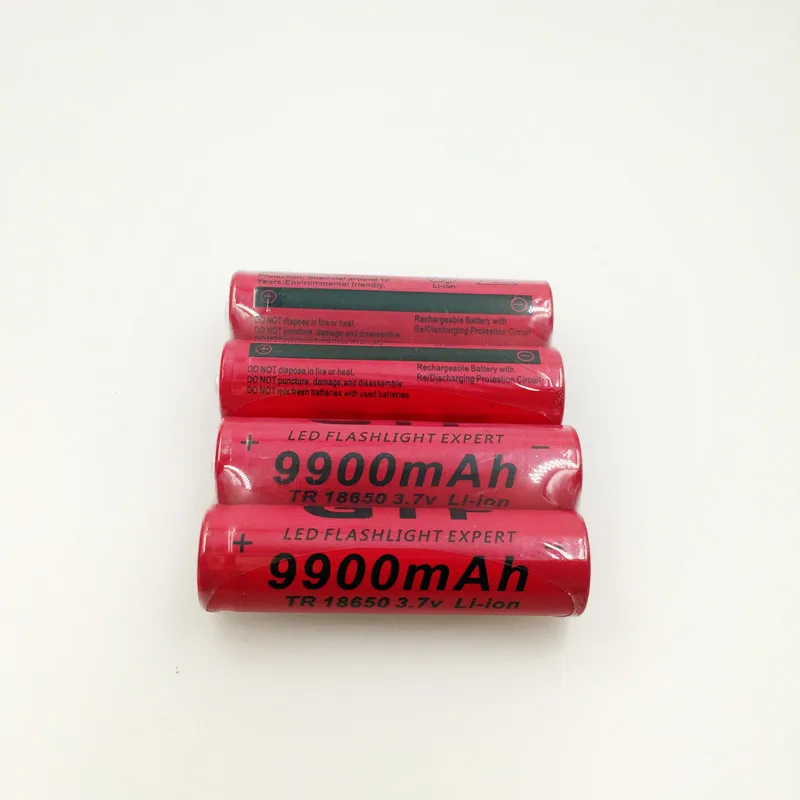 Years;Environmental friendly,
Li-ion
+ −
DO NOT dispose in fire or heat.
DO NOT puncture, damage,and disassemble
Rechargeable Battery with
Re/Discharging Protestion Circuit
+ −
DO NOT dispose in fire or heat.
DO NOT puncture, damage,and disassemble
DO NOT mix fresh batteries with used batteries
Rechargeable Battery with
Re/Discharging Protestion Circuit
+ LED FLASHLIGHT EXPERT −
9900mAh
TR 18650 3.7v Li-ion
GTF
+ LED FLASHLIGHT EXPERT
9900mAh
TR 18650 3.7v Li-ion